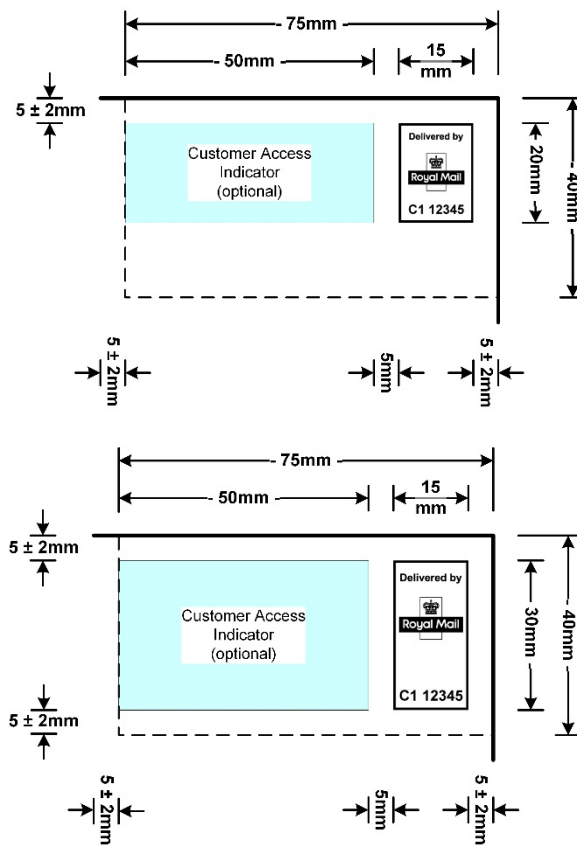 - 75mm -
- 50mm -
15
mm
5 ± 2mm
Customer Access
Indicator
(optional)
Delivered by
Royal Mail
C1 12345
20mm
- 40mm -
5 ± 2mm
5mm
5 ± 2mm
- 75mm -
- 50mm -
15
mm
5 ± 2mm
Customer Access
Indicator
(optional)
Delivered by
Royal Mail
C1 12345
30mm
- 40mm -
5 ± 2mm
5 ± 2mm
5mm
5 ± 2mm